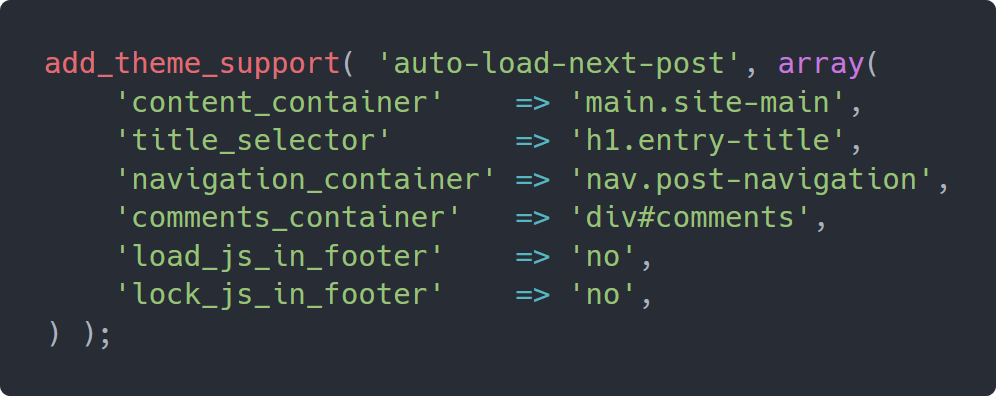 add_theme_support( 'auto-load-next-post', array(
    'content_container'    => 'main.site-main',
    'title_selector'       => 'h1.entry-title',
    'navigation_container' => 'nav.post-navigation',
    'comments_container'   => 'div#comments',
    'load_js_in_footer'    => 'no',
    'lock_js_in_footer'    => 'no',
) );